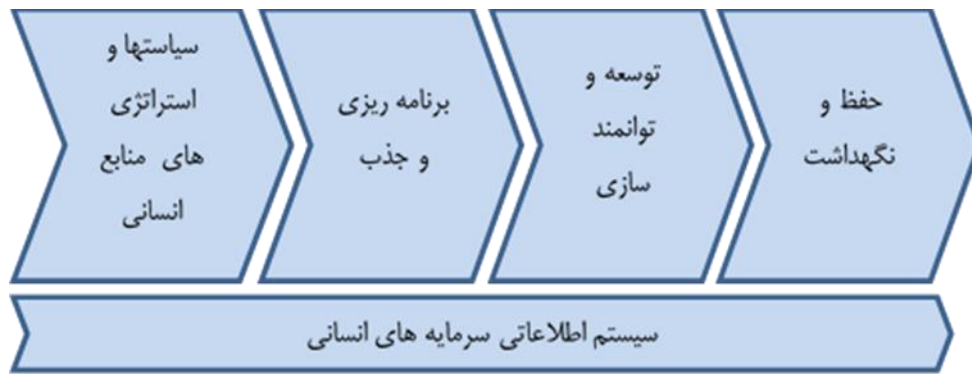 سیاستها و
استراتژی
های منابع
انسانی
برنامه ریزی
و جذب
توسعه و
توانمند
سازی
حفظ و
نگهداشت
سیستم اطلاعاتی سرمایه های انسانی